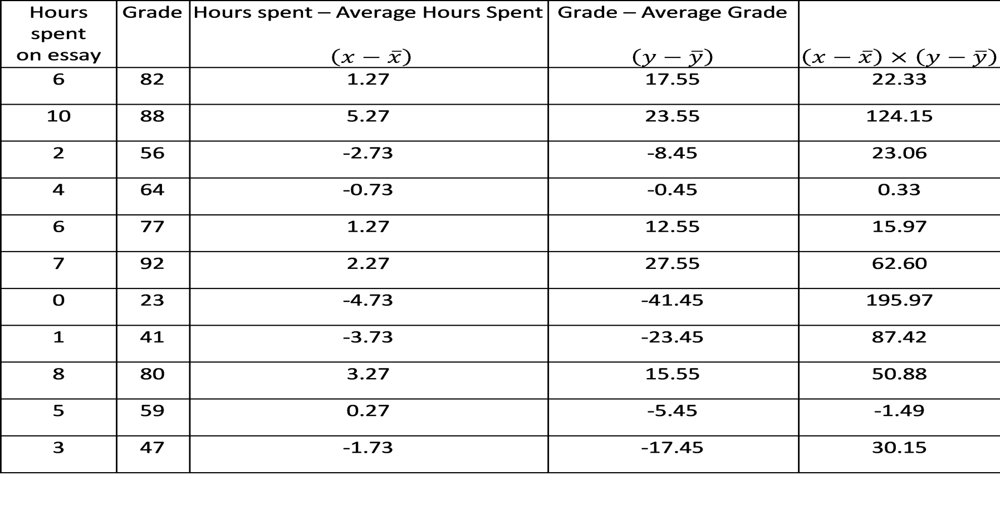 Hours spent on essay | Grade | Hours spent – Average Hours Spent (x − x̅) | Grade – Average Grade (y − y̅) | (x − x̅) × (y − y̅)
6 | 82 | 1.27 | 17.55 | 22.33
10 | 88 | 5.27 | 23.55 | 124.15
2 | 56 | -2.73 | -8.45 | 23.06
4 | 64 | -0.73 | -0.45 | 0.33
6 | 77 | 1.27 | 12.55 | 15.97
7 | 92 | 2.27 | 27.55 | 62.60
0 | 23 | -4.73 | -41.45 | 195.97
1 | 41 | -3.73 | -23.45 | 87.42
8 | 80 | 3.27 | 15.55 | 50.88
5 | 59 | 0.27 | -5.45 | -1.49
3 | 47 | -1.73 | -17.45 | 30.15